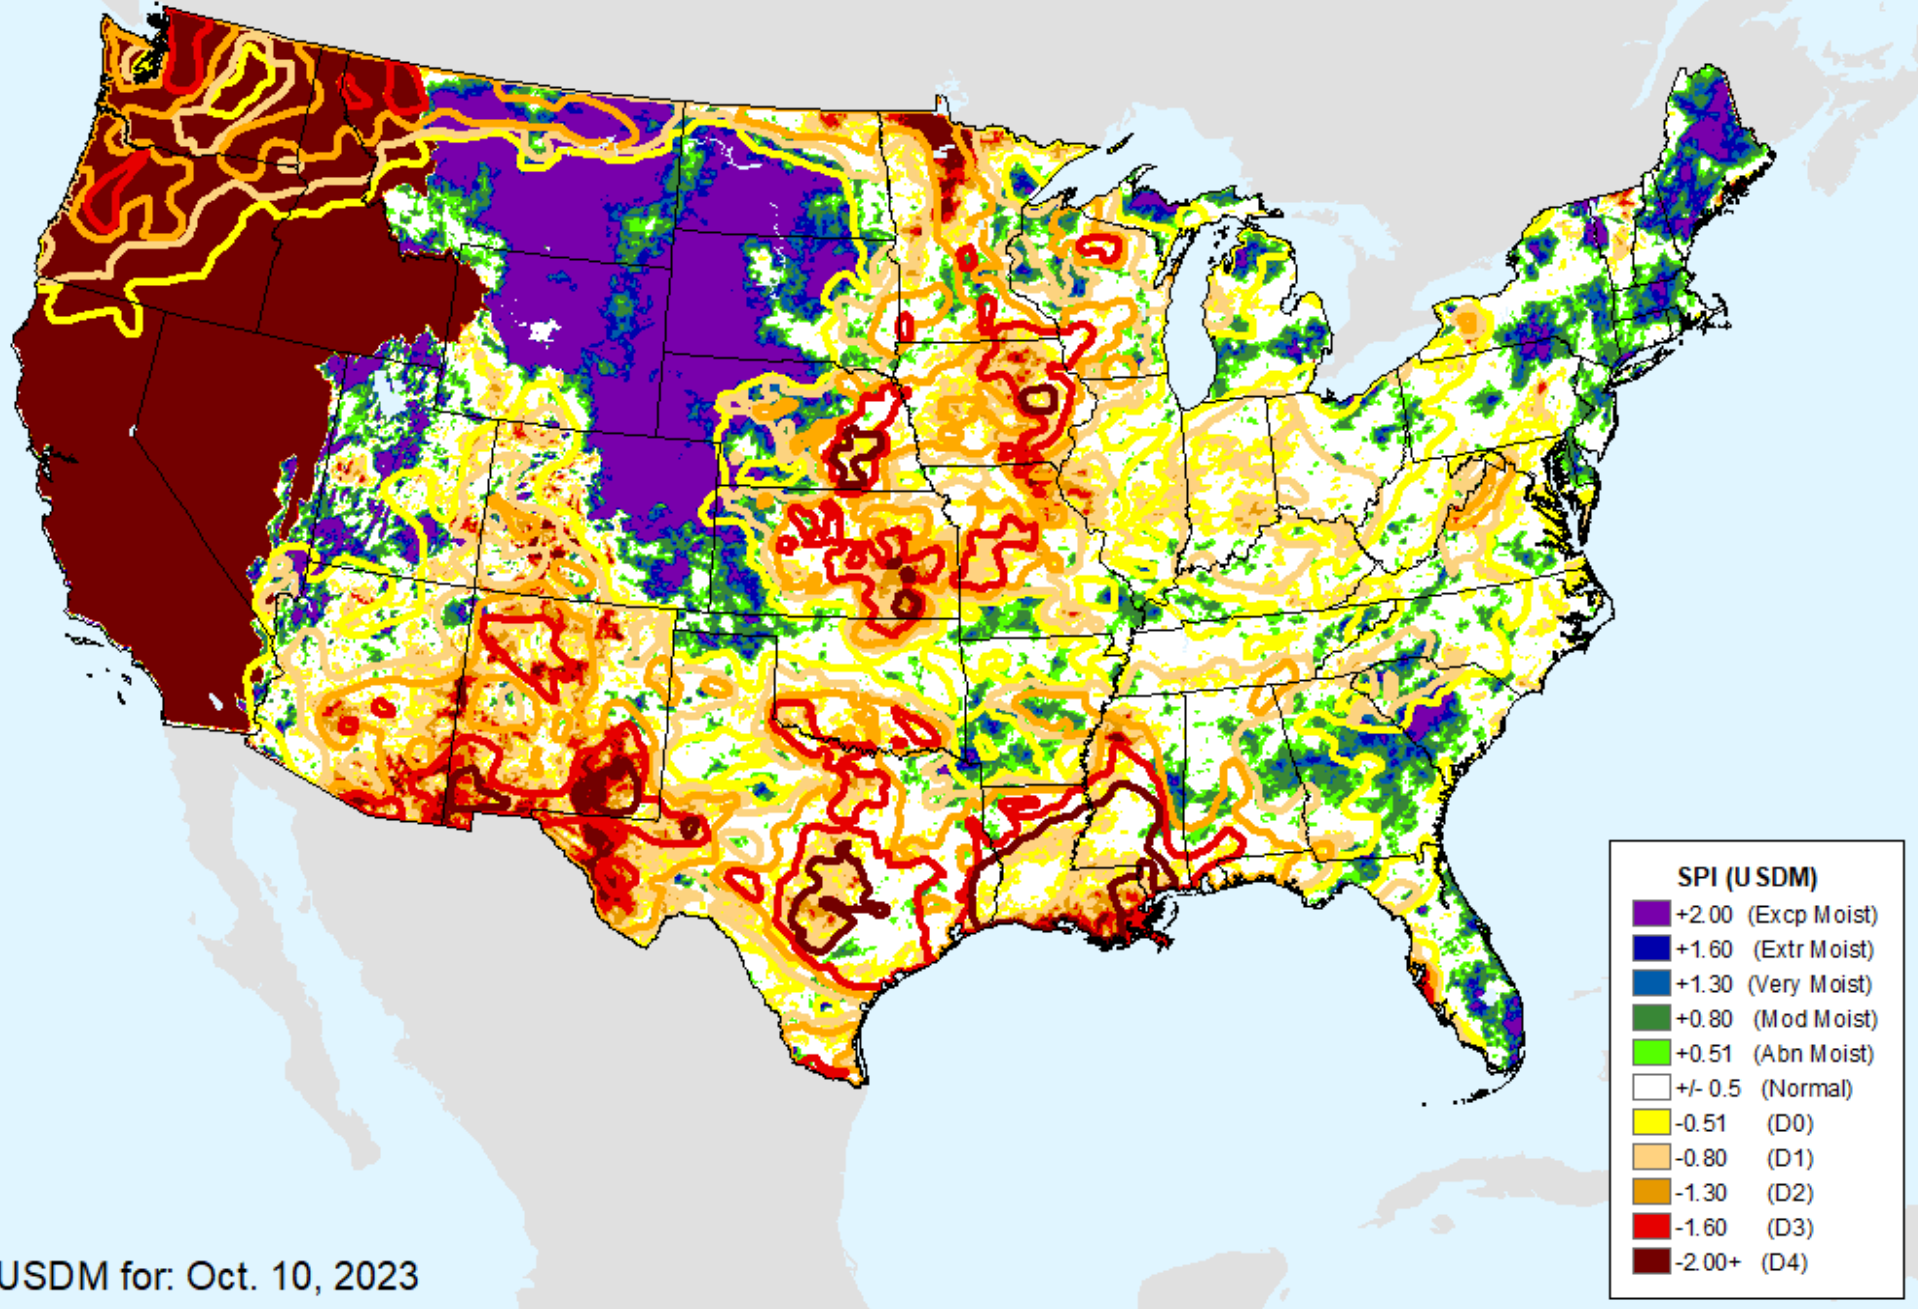 SPI (USDM)
+2.00 (Excp Moist)
+1.60 (Extr Moist)
+1.30 (Very Moist)
+0.80 (Mod Moist)
+0.51 (Abn Moist)
+/- 0.5 (Normal)
-0.51 (D0)
-0.80 (D1)
-1.30 (D2)
-1.60 (D3)
-2.00+ (D4)
USDM for: Oct. 10, 2023